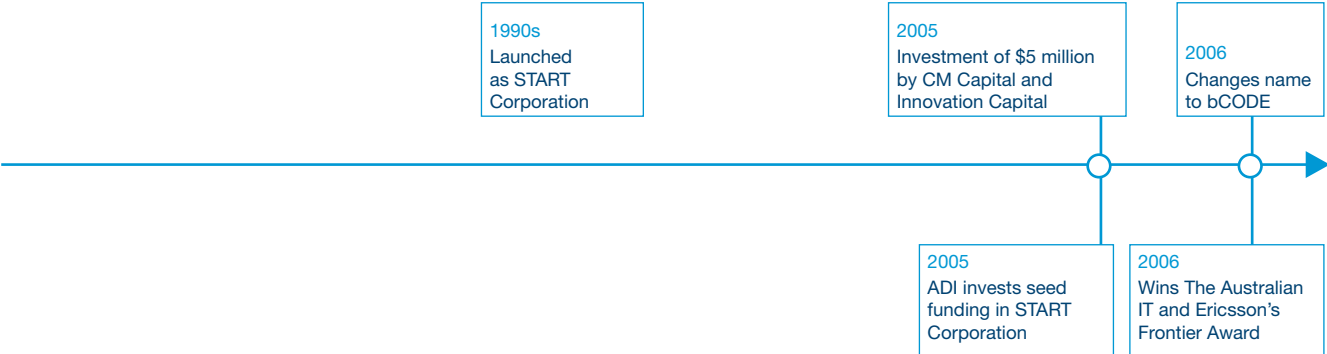 1990s
Launched
as START
Corporation
2005
Investment of $5 million
by CM Capital and
Innovation Capital
2006
Changes name
to bCODE
2005
ADI invests seed
funding in START
Corporation
2006
Wins The Australian
IT and Ericsson's
Frontier Award